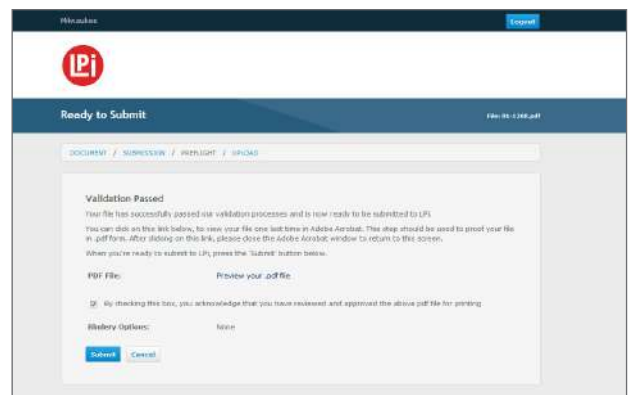 Milwaukee
Logout
LPi
Ready to Submit
DOCUMENT / SUBMISSION / PREFLIGHT / UPLOAD
Validation Passed
Your file has successfully passed our validation processes and is now ready to be submitted to LPi.
You can click on this link below, to view your file one last time in Adobe Acrobat. This step should be used to proof your file
in .pdf form. After clicking on this link, please close the Adobe Acrobat window to return to this screen.
When you're ready to submit to LPi, press the 'Submit' button below.
PDF File: Preview your .pdf file
By checking this box, you acknowledge that you have reviewed and approved the above pdf file for printing
Bindery Options: None
Submit Cancel